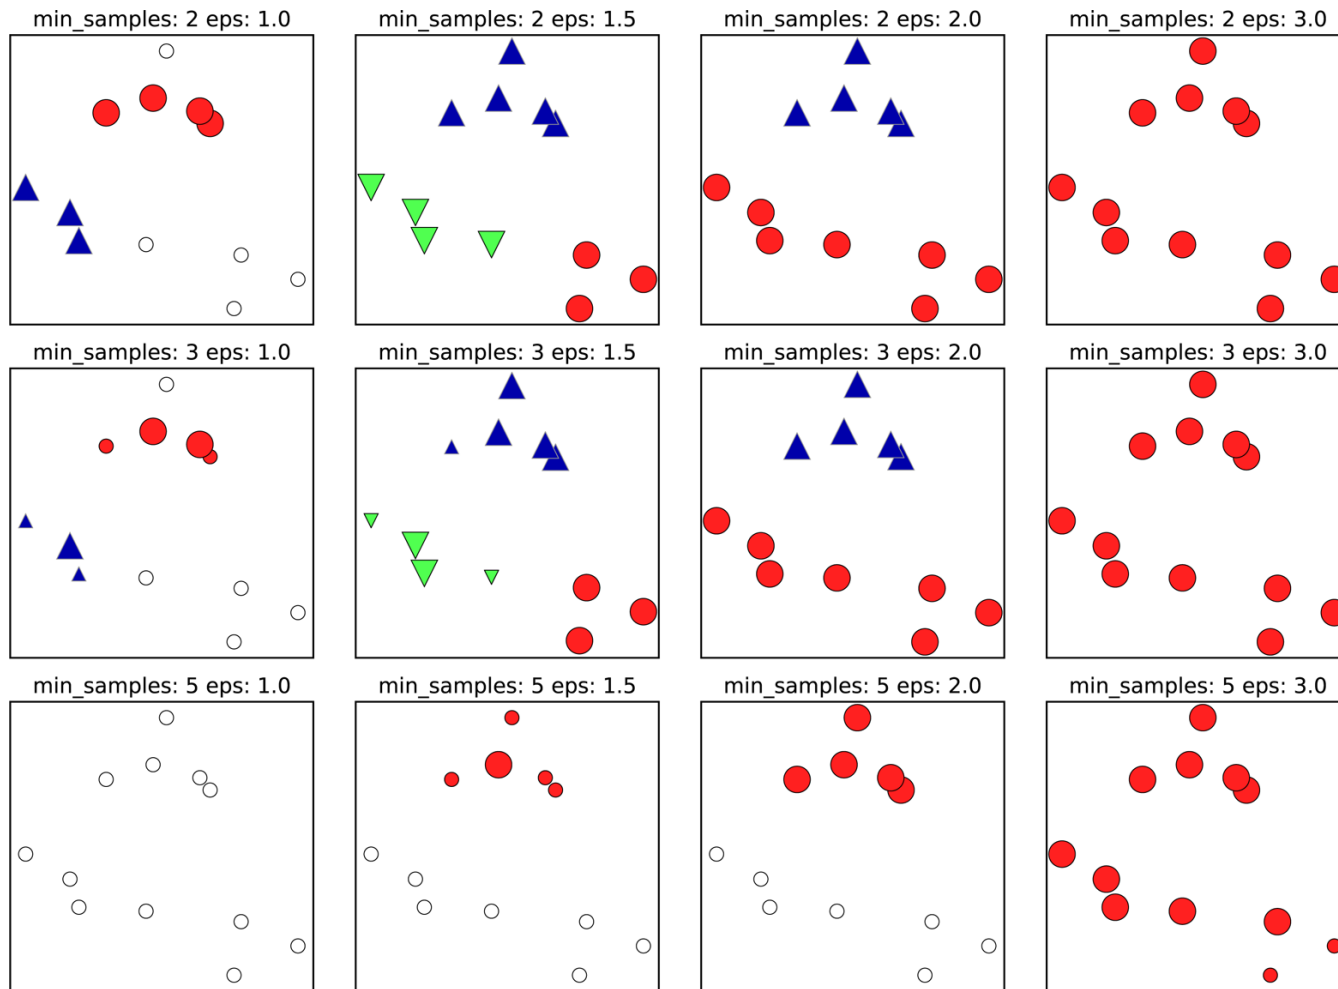 min_samples: 2 eps: 1.0
min_samples: 2 eps: 1.5
min_samples: 2 eps: 2.0
min_samples: 2 eps: 3.0
min_samples: 3 eps: 1.0
min_samples: 3 eps: 1.5
min_samples: 3 eps: 2.0
min_samples: 3 eps: 3.0
min_samples: 5 eps: 1.0
min_samples: 5 eps: 1.5
min_samples: 5 eps: 2.0
min_samples: 5 eps: 3.0